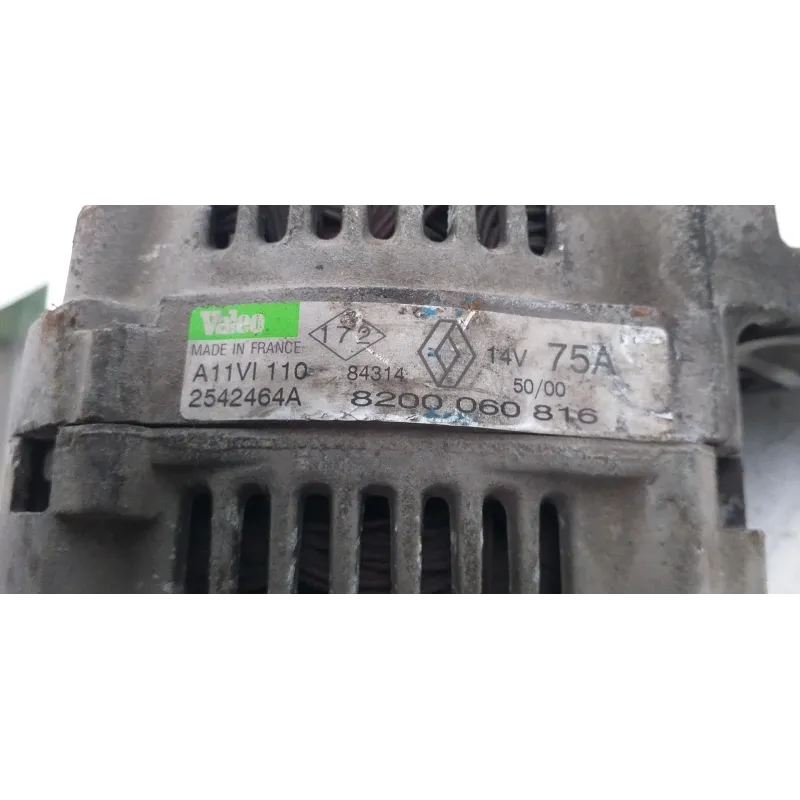 Valeo
MADE IN FRANCE
A11VI 110
2542464A
172
84314
14V 75A
50/00
8200 060 816